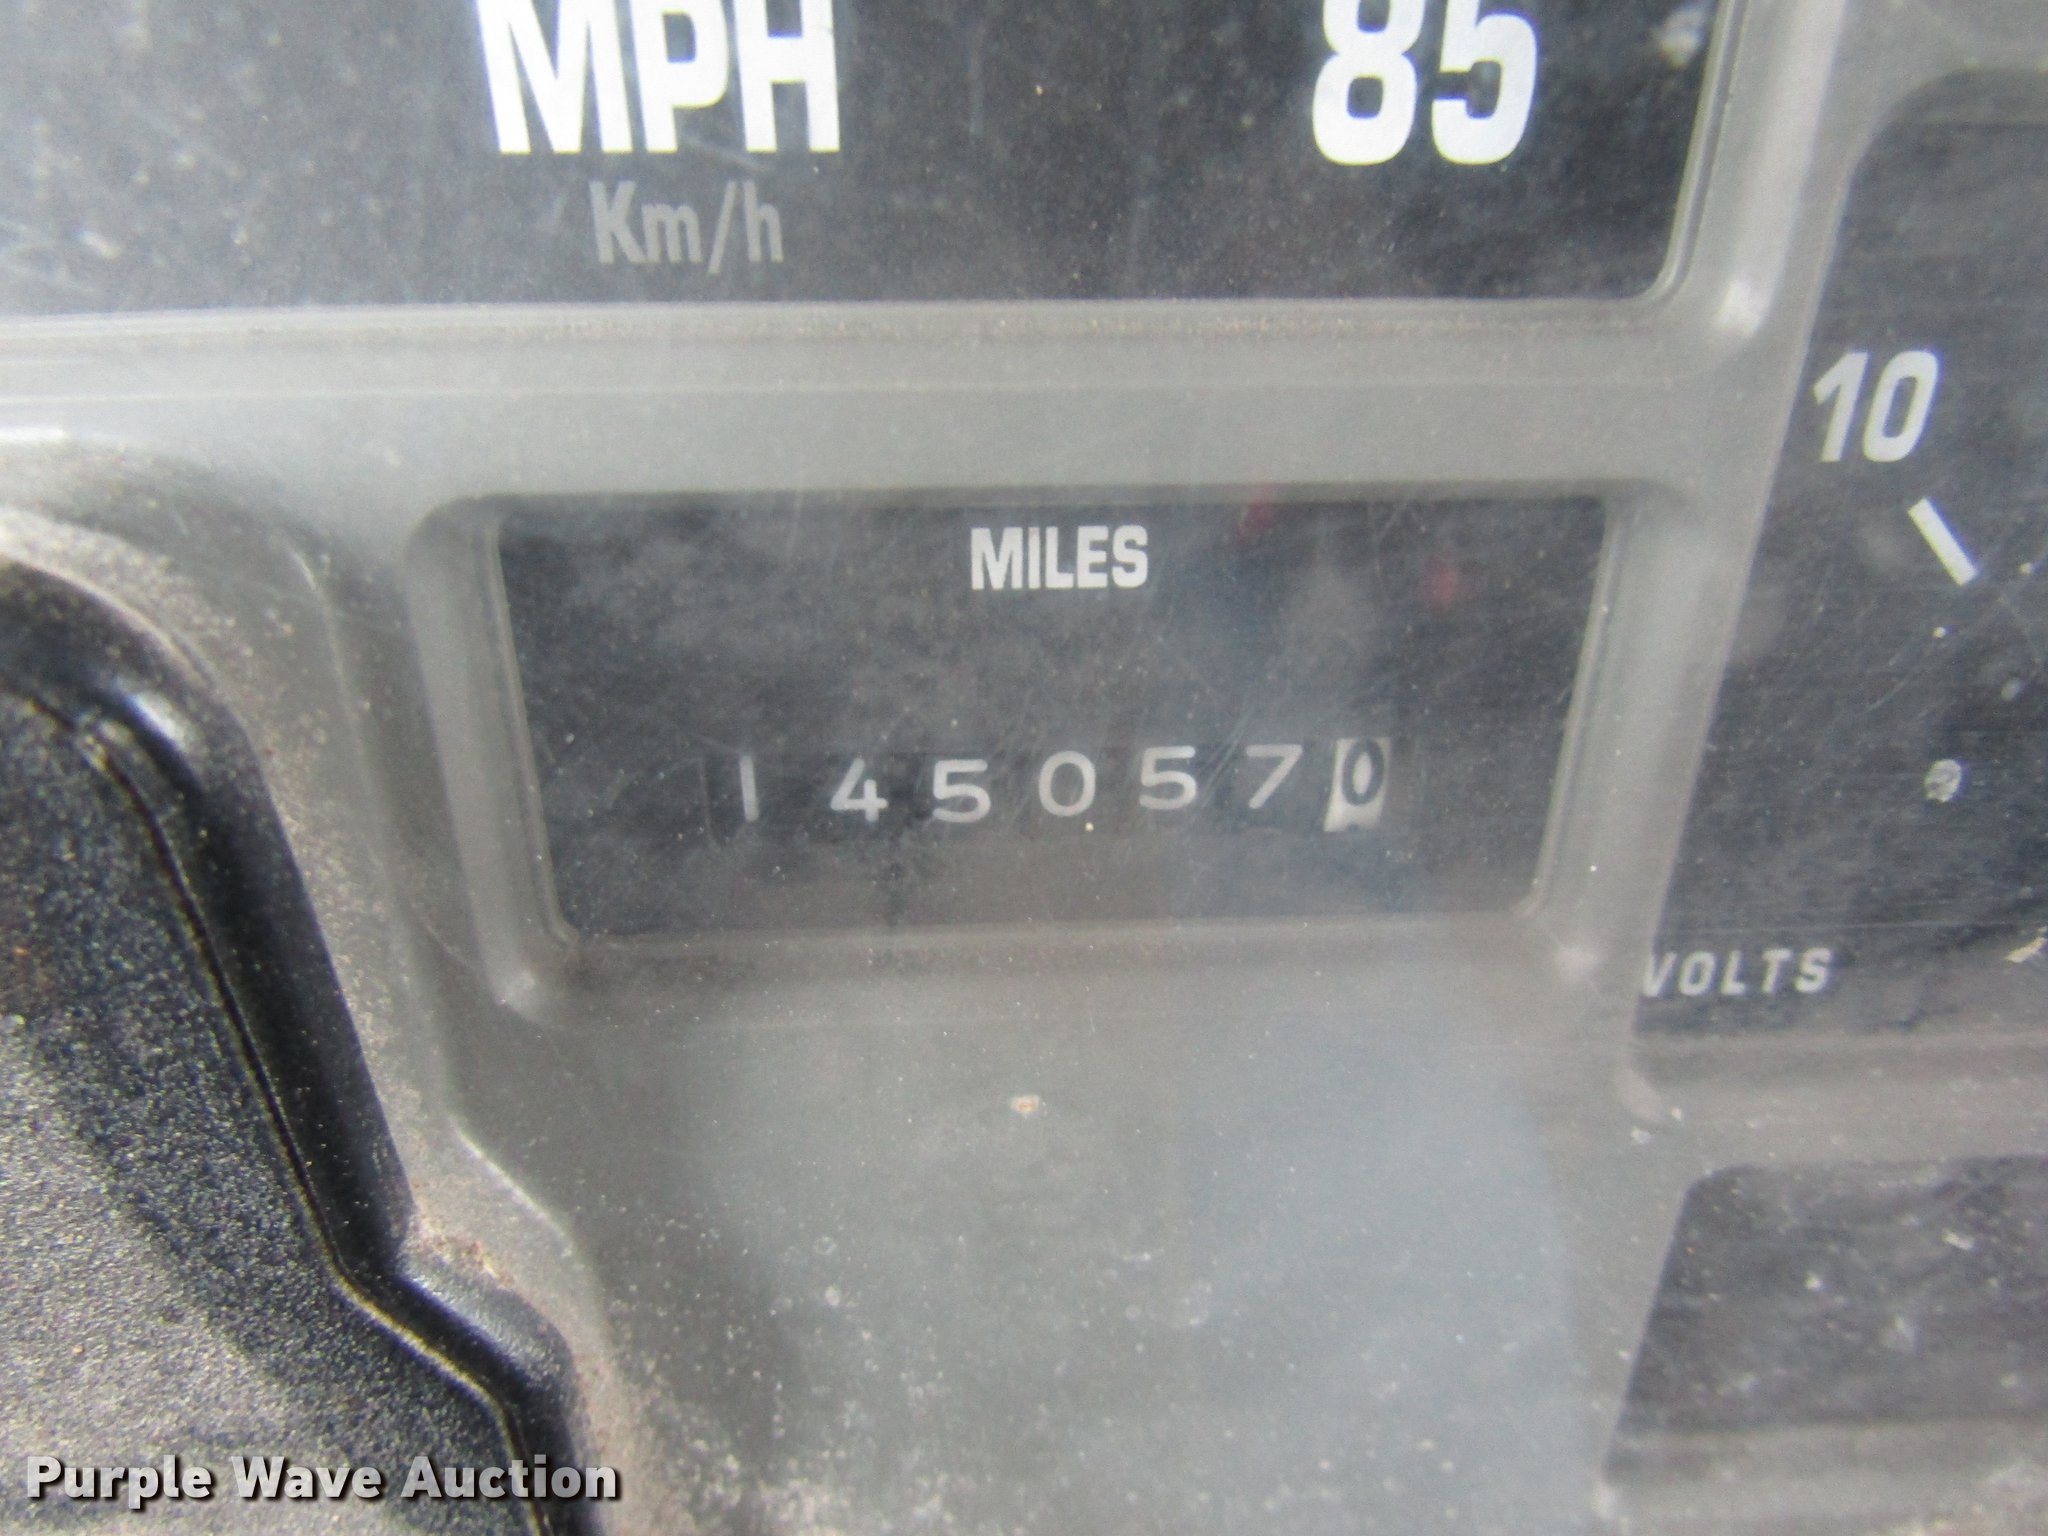 MPH 85
Km/h
10
MILES
1450570
VOLTS
Purple Wave Auction